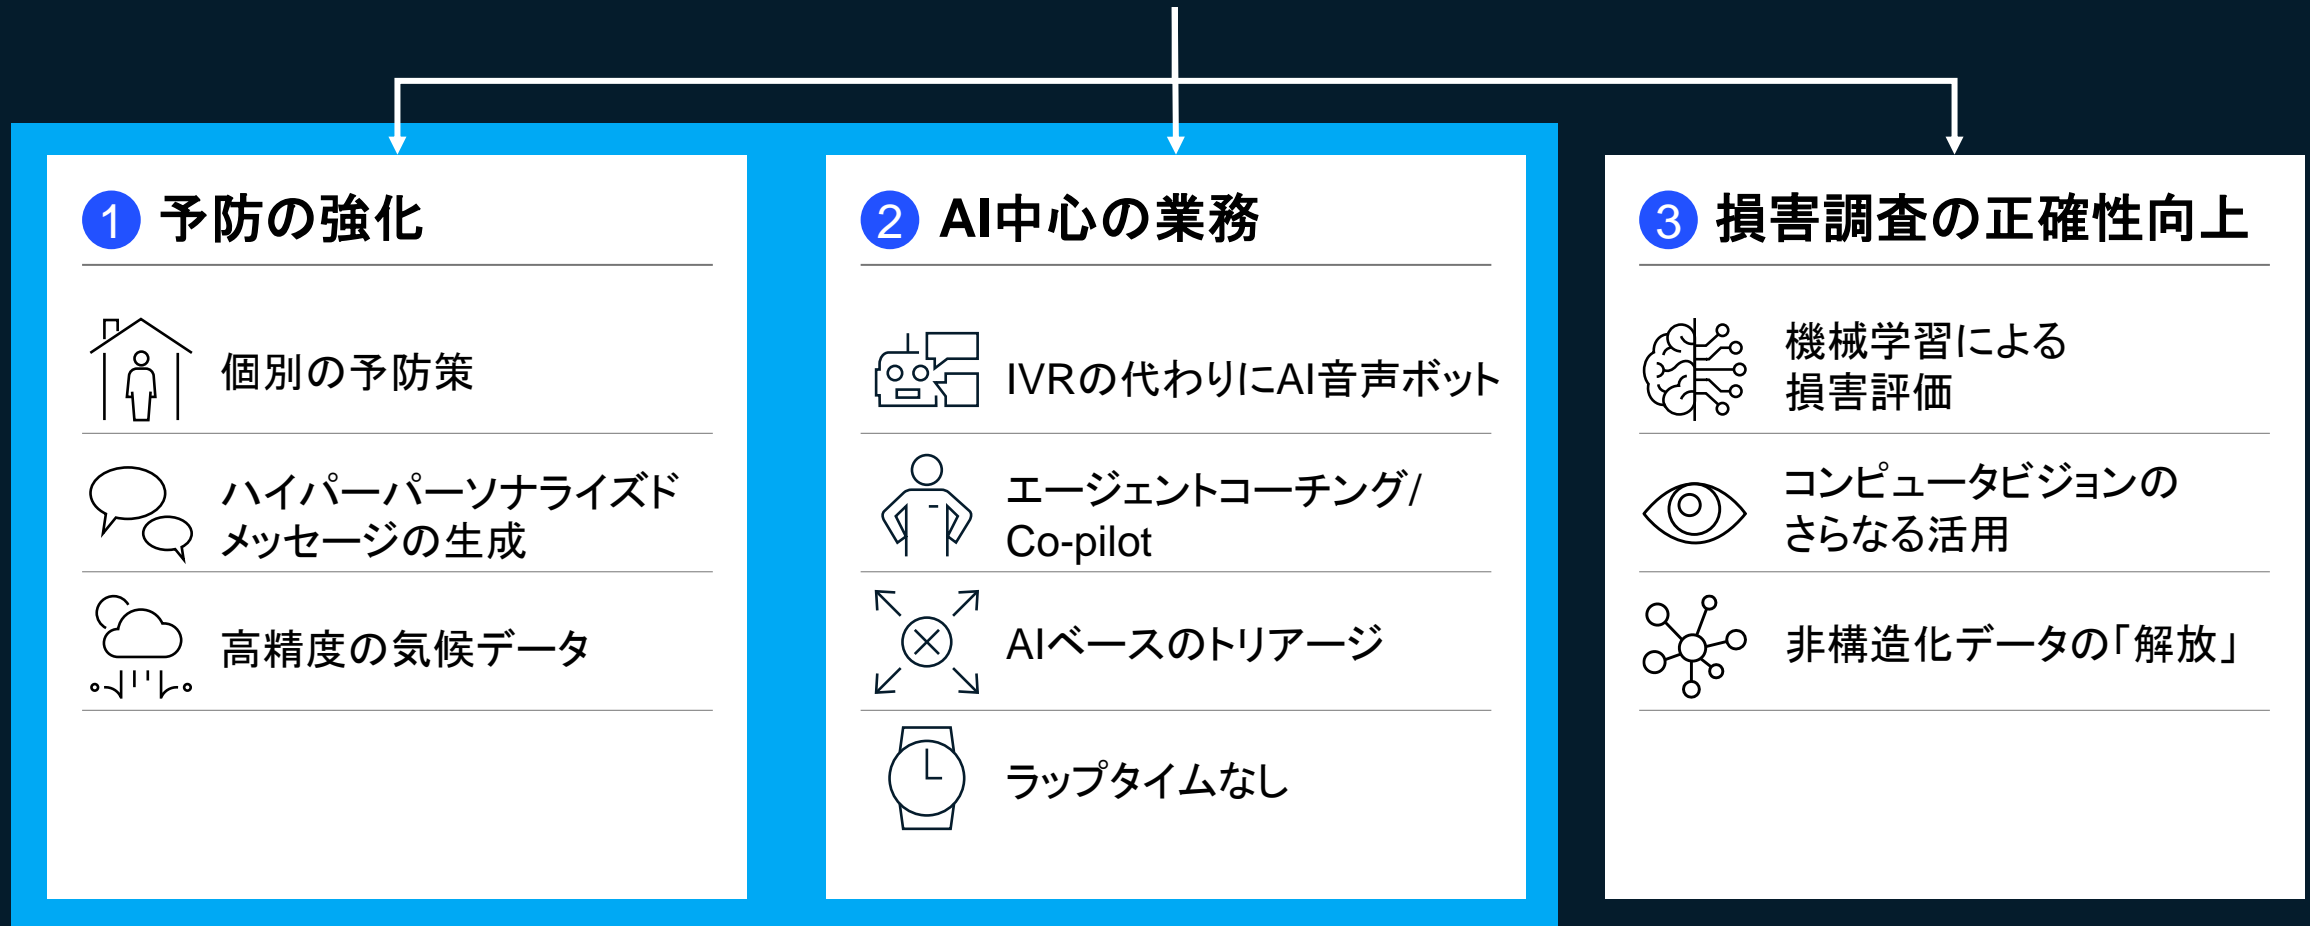 1 予防の強化
個別の予防策
ハイパーパーソナライズド
メッセージの生成
高精度の気候データ
2 AI中心の業務
IVRの代わりにAI音声ボット
エージェントコーチング/
Co-pilot
AIベースのトリアージ
ラップタイムなし
3 損害調査の正確性向上
機械学習による
損害評価
コンピュータビジョンの
さらなる活用
非構造化データの「解放」